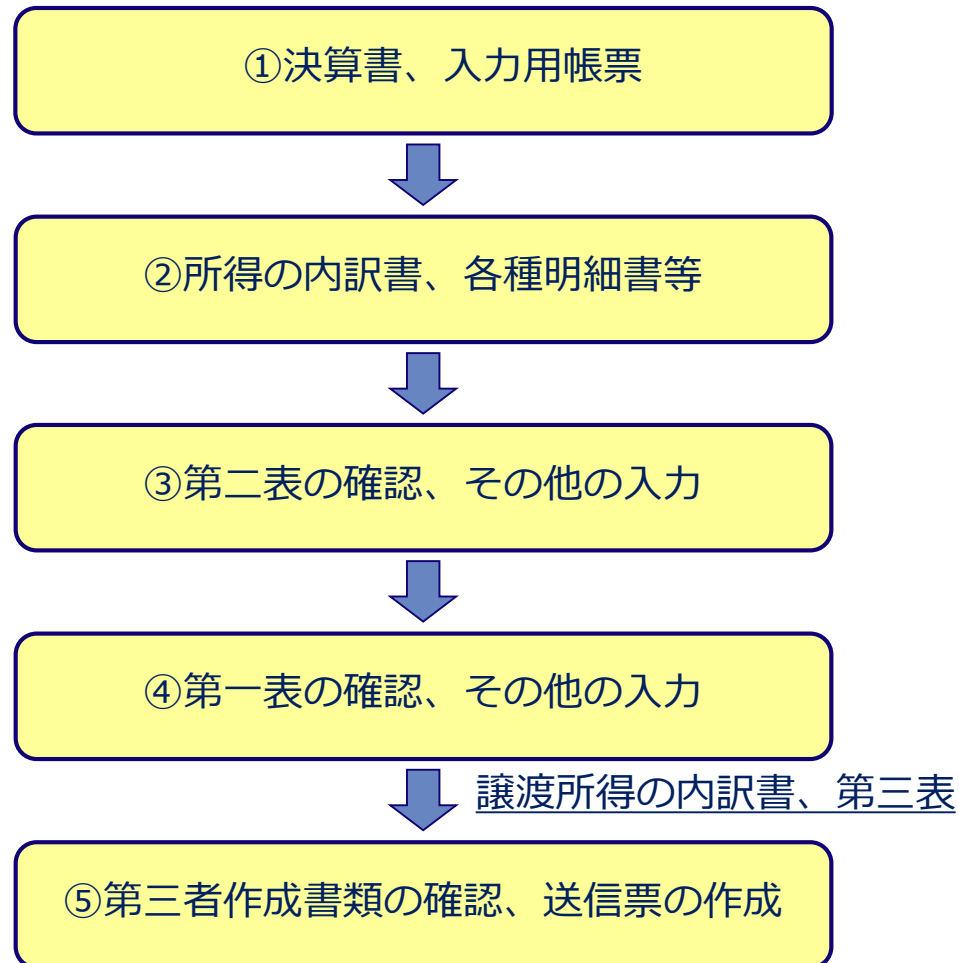 ①決算書、入力用帳票
②所得の内訳書、各種明細書等
③第二表の確認、その他の入力
④第一表の確認、その他の入力
譲渡所得の内訳書、第三表
⑤第三者作成書類の確認、送信票の作成